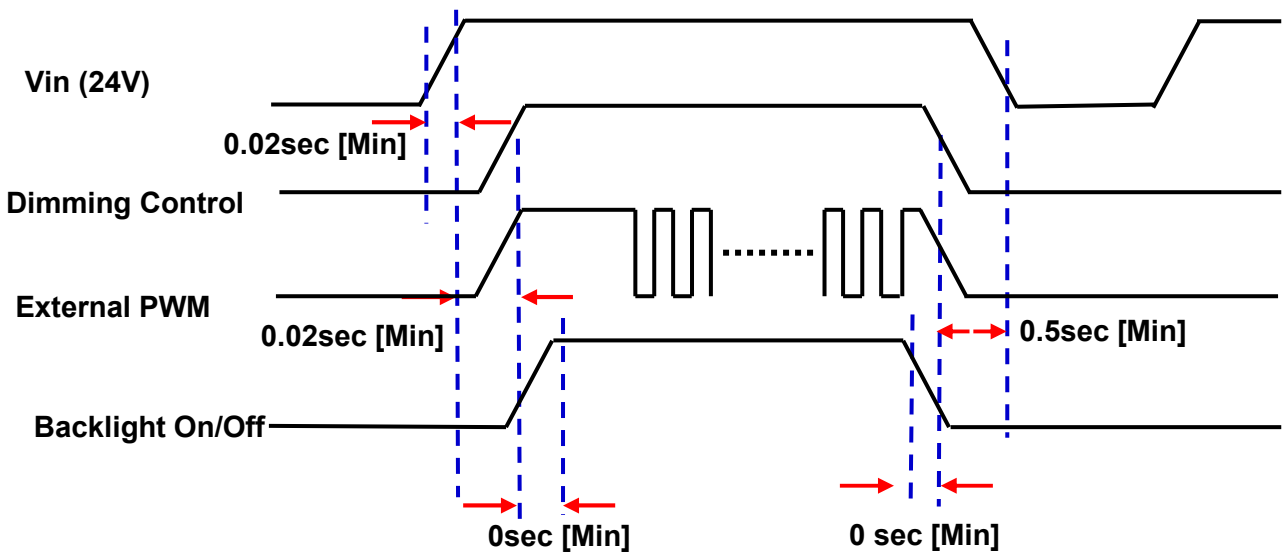 Vin (24V)
0.02sec [Min]
Dimming Control
External PWM
0.02sec [Min]
0.5sec [Min]
Backlight On/Off
0sec [Min]
0 sec [Min]